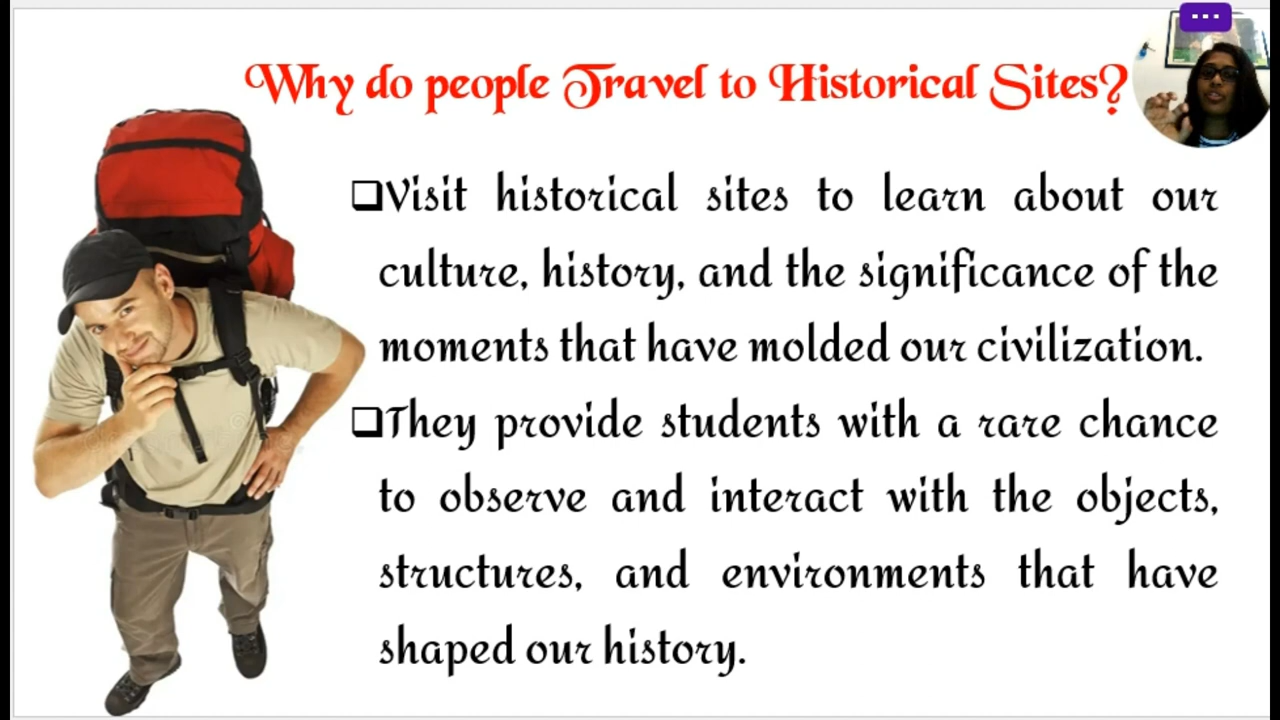 Why do people Travel to Historical Sites?
❑Visit historical sites to learn about our
culture, history, and the significance of the
moments that have molded our civilization.
❑They provide students with a rare chance
to observe and interact with the objects,
structures, and environments that have
shaped our history.